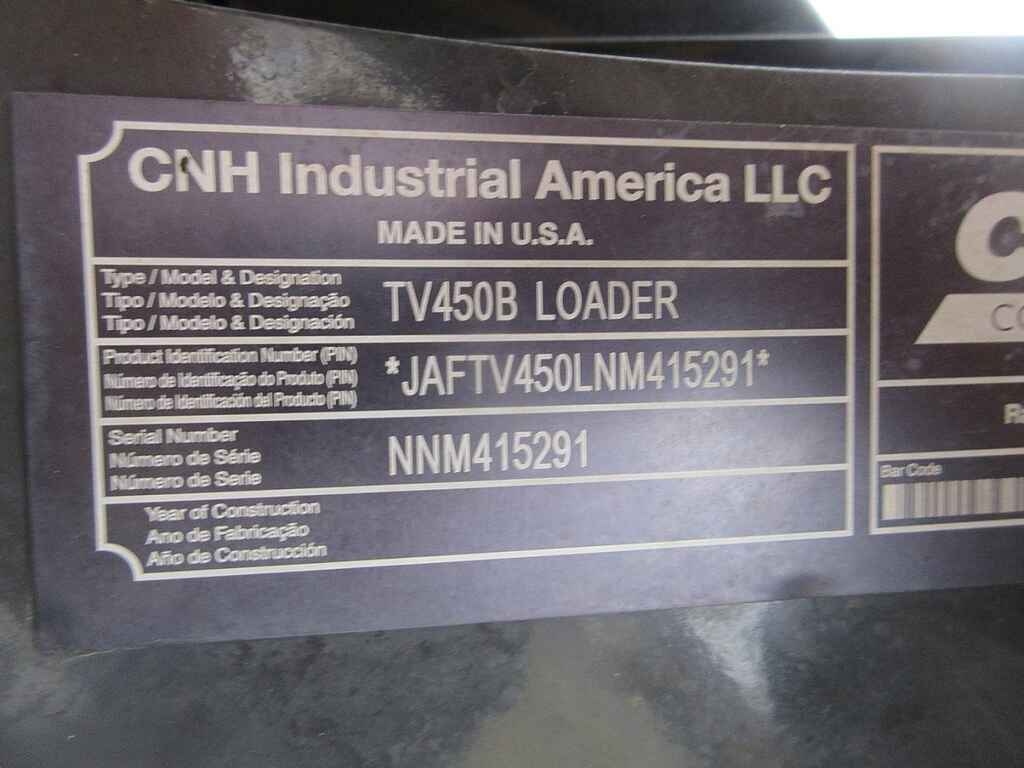 CNH Industrial America LLC
MADE IN U.S.A.
Type / Model & Designation
Tipo / Modelo & Designação
Tipo / Modelo & Designación
TV450B LOADER
Product Identification Number (PIN)
Número de Identificação do Produto (PIN)
Número de Identificación del Producto (PIN)
*JAFTV450LNM415291*
Serial Number
Número de Série
Número de Serie
NNM415291
Year of Construction
Ano de Fabricação
Año de Construcción
C
CO
Re
Bar Code